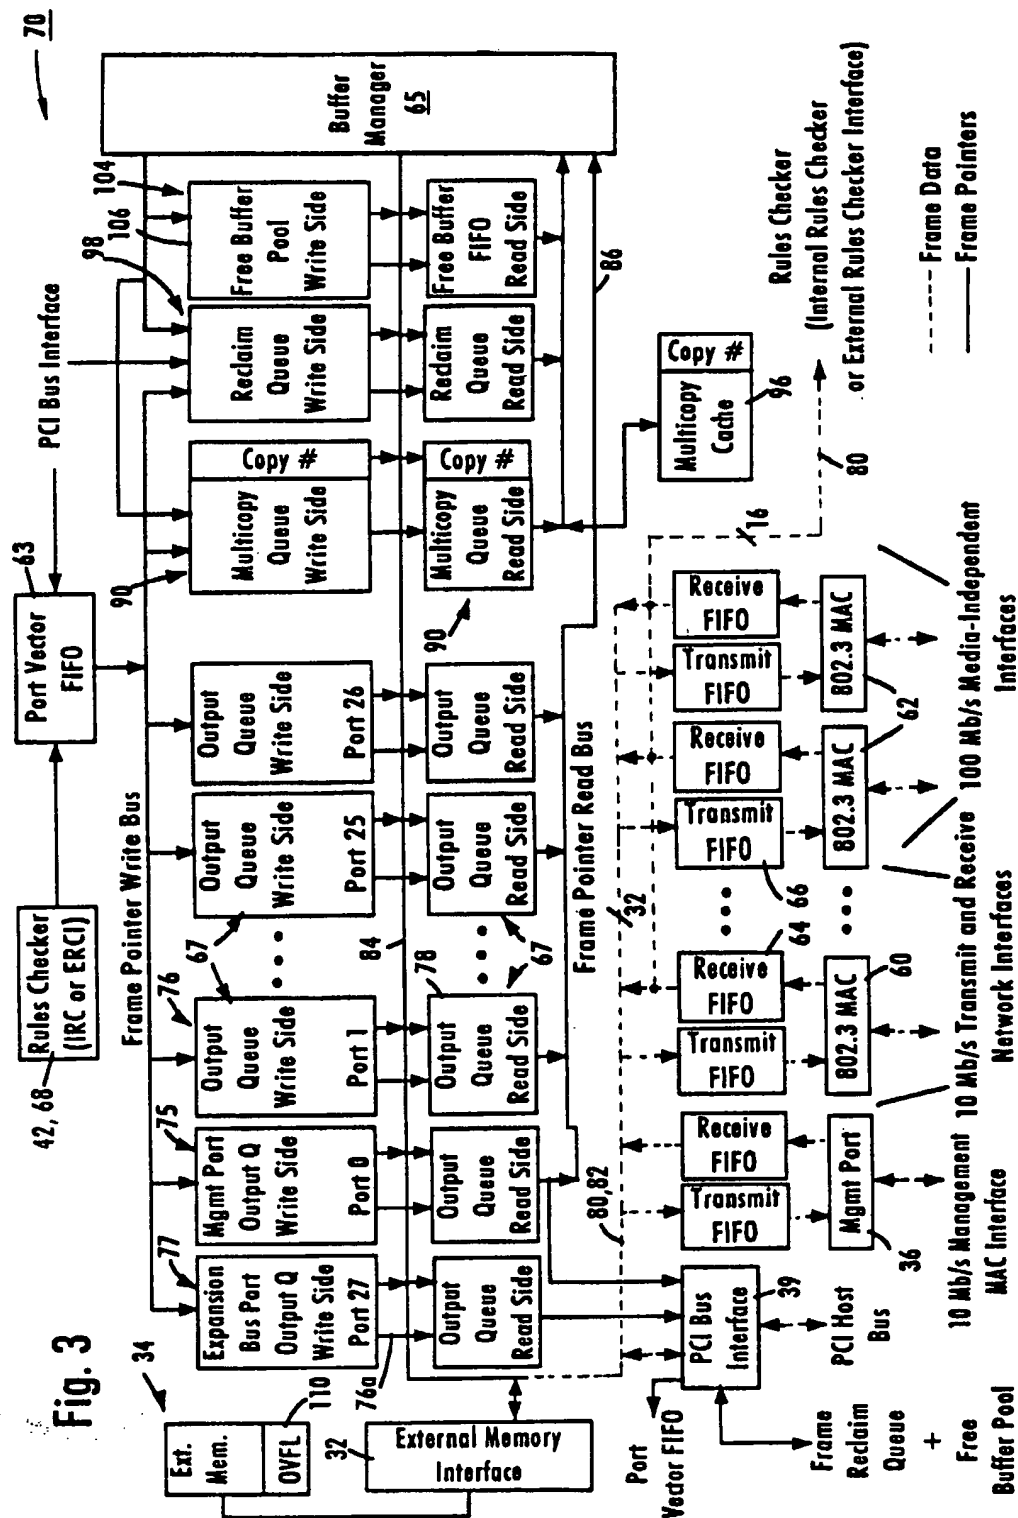 Fig. 3
70
34
Ext.
Mem.
OVFL
110
32
External Memory
Interface
42, 68
Rules Checker
(IRC or ERCI)
Port Vector
FIFO
63
PCI Bus Interface
Frame Pointer Write Bus
77
Expansion
Bus Port
Output Q
Write Side
Port 27
75
Mgmt Port
Output Q
Write Side
Port 0
76
Output
Queue
Write Side
Port 1
67
Output
Queue
Write Side
Port 25
Output
Queue
Write Side
Port 26
90
Multicopy
Queue
Write Side
Copy #
98
Reclaim
Queue
Write Side
106
104
Free Buffer
Pool
Write Side
Buffer
Manager
65
76a
84
78
Output
Queue
Read Side
Output
Queue
Read Side
Output
Queue
Read Side
67
Output
Queue
Read Side
Output
Queue
Read Side
90
Multicopy
Queue
Read Side
Copy #
Reclaim
Queue
Read Side
Free Buffer
FIFO
Read Side
Frame Pointer Read Bus
86
80,82
32
16
80
Multicopy
Cache
Copy #
96
Rules Checker
(Internal Rules Checker
or External Rules Checker Interface)
Port
Vector FIFO
PCI Bus
Interface
39
Transmit
FIFO
Receive
FIFO
Transmit
FIFO
Receive
FIFO
64
Transmit
FIFO
66
Receive
FIFO
Transmit
FIFO
Receive
FIFO
Mgmt Port
36
802.3 MAC
60
802.3 MAC
62
802.3 MAC
Frame
Reclaim
Queue
+
Free
Buffer Pool
PCI Host
Bus
10 Mb/s Management
MAC Interface
10 Mb/s Transmit and Receive
Network Interfaces
100 Mb/s Media-Independent
Interfaces
Frame Data
Frame Pointers